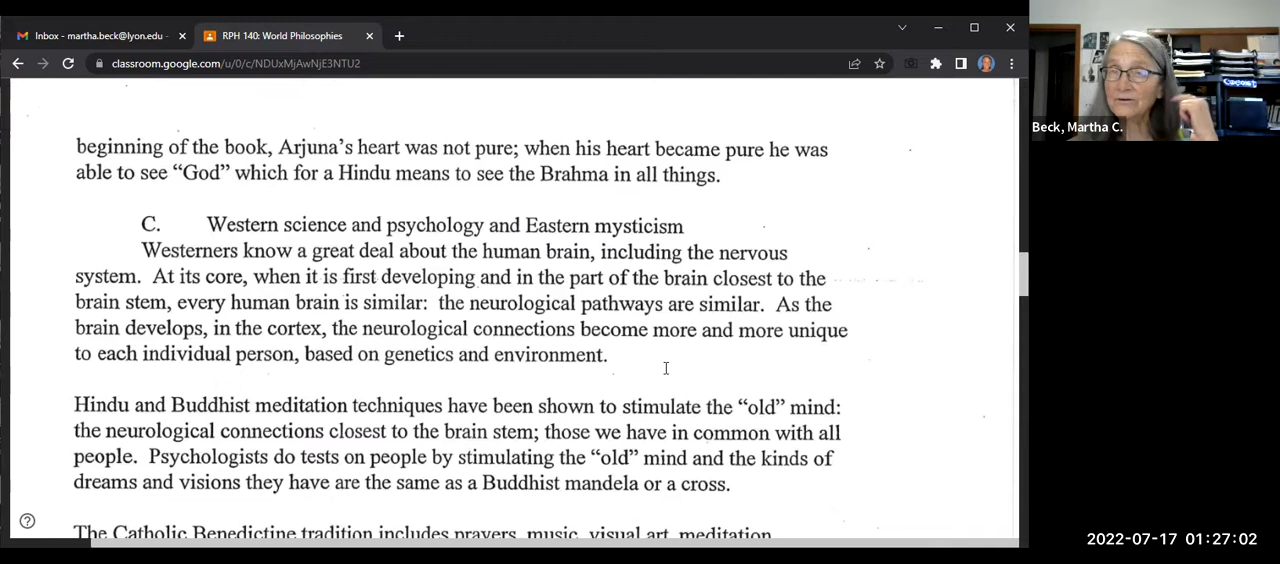 Inbox - martha.beck@lyon.edu -
RPH 140: World Philosophies
classroom.google.com/u/0/c/NDUxMjAwNjE3NTU2
Beck, Martha C.
beginning of the book, Arjuna's heart was not pure; when his heart became pure he was
able to see “God” which for a Hindu means to see the Brahma in all things.
C. Western science and psychology and Eastern mysticism
Westerners know a great deal about the human brain, including the nervous
system. At its core, when it is first developing and in the part of the brain closest to the
brain stem, every human brain is similar: the neurological pathways are similar. As the
brain develops, in the cortex, the neurological connections become more and more unique
to each individual person, based on genetics and environment.
Hindu and Buddhist meditation techniques have been shown to stimulate the “old” mind:
the neurological connections closest to the brain stem; those we have in common with all
people. Psychologists do tests on people by stimulating the “old” mind and the kinds of
dreams and visions they have are the same as a Buddhist mandela or a cross.
The Catholic Benedictine tradition includes prayers, music, visual art, meditation
2022-07-17 01:27:02